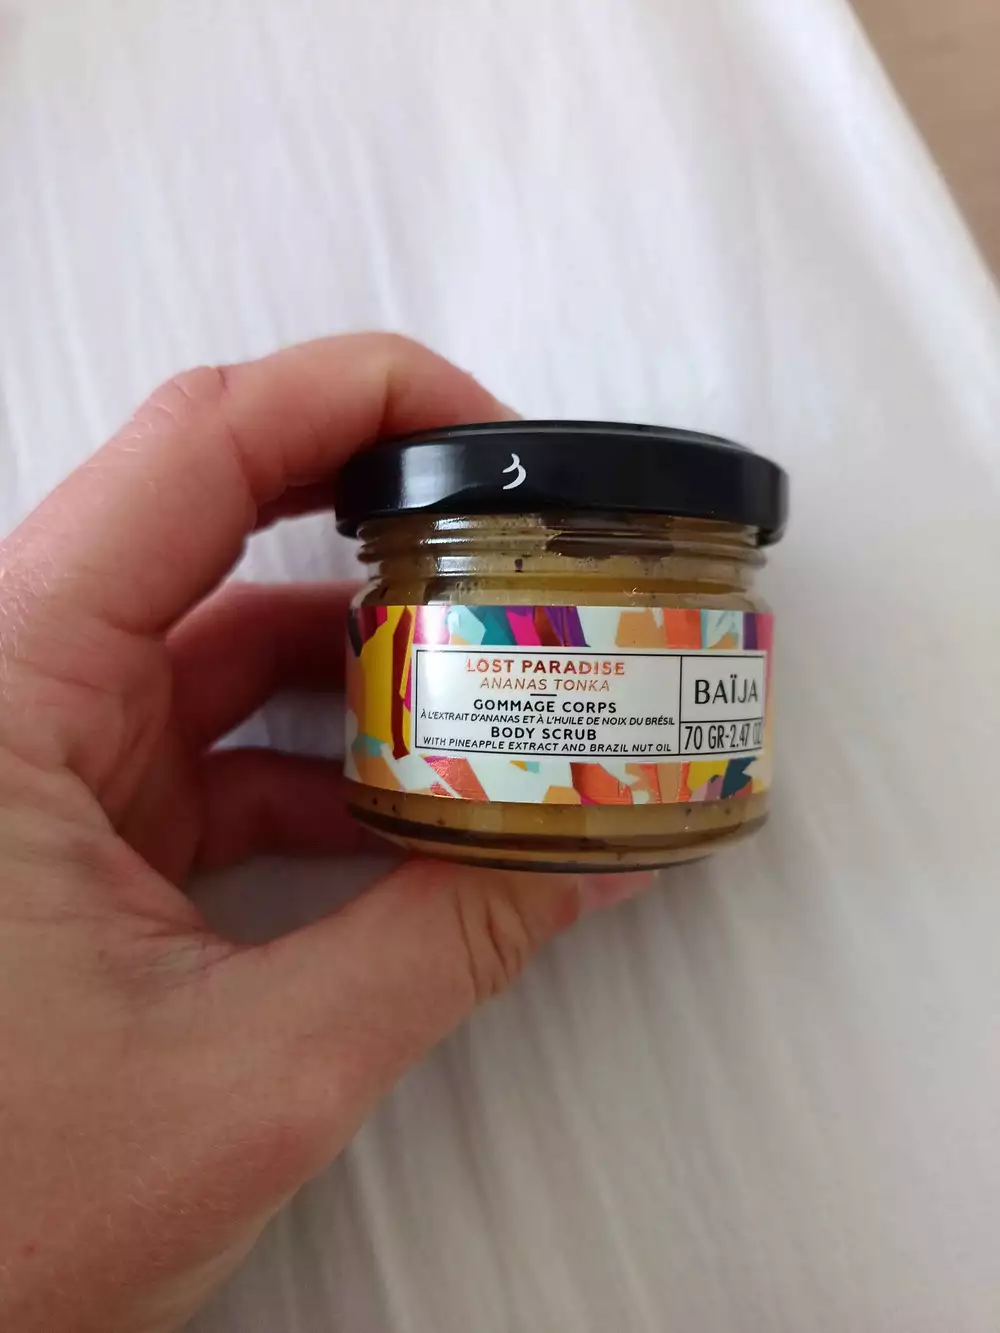 LOST PARADISE
ANANAS TONKA
GOMMAGE CORPS
À L'EXTRAIT D'ANANAS ET À L'HUILE DE NOIX DU BRÉSIL
BODY SCRUB
WITH PINEAPPLE EXTRACT AND BRAZIL NUT OIL
BAÏJA
70 GR-2.47 OZ